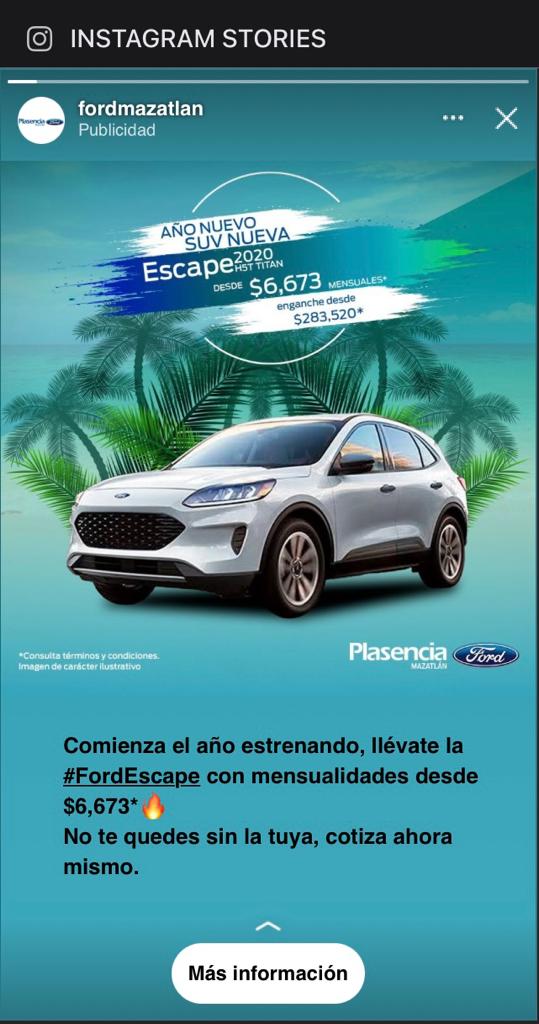 INSTAGRAM STORIES
fordmazatlan
Publicidad
AÑO NUEVO
SUV NUEVA
Escape 2020
H5T TITAN
DESDE $6,673 MENSUALES*
enganche desde
$283,520*
*Consulta términos y condiciones.
Imagen de carácter ilustrativo
Plasencia
MAZATLÁN
Ford
Comienza el año estrenando, llévate la
#FordEscape con mensualidades desde
$6,673*🔥
No te quedes sin la tuya, cotiza ahora
mismo.
Más información